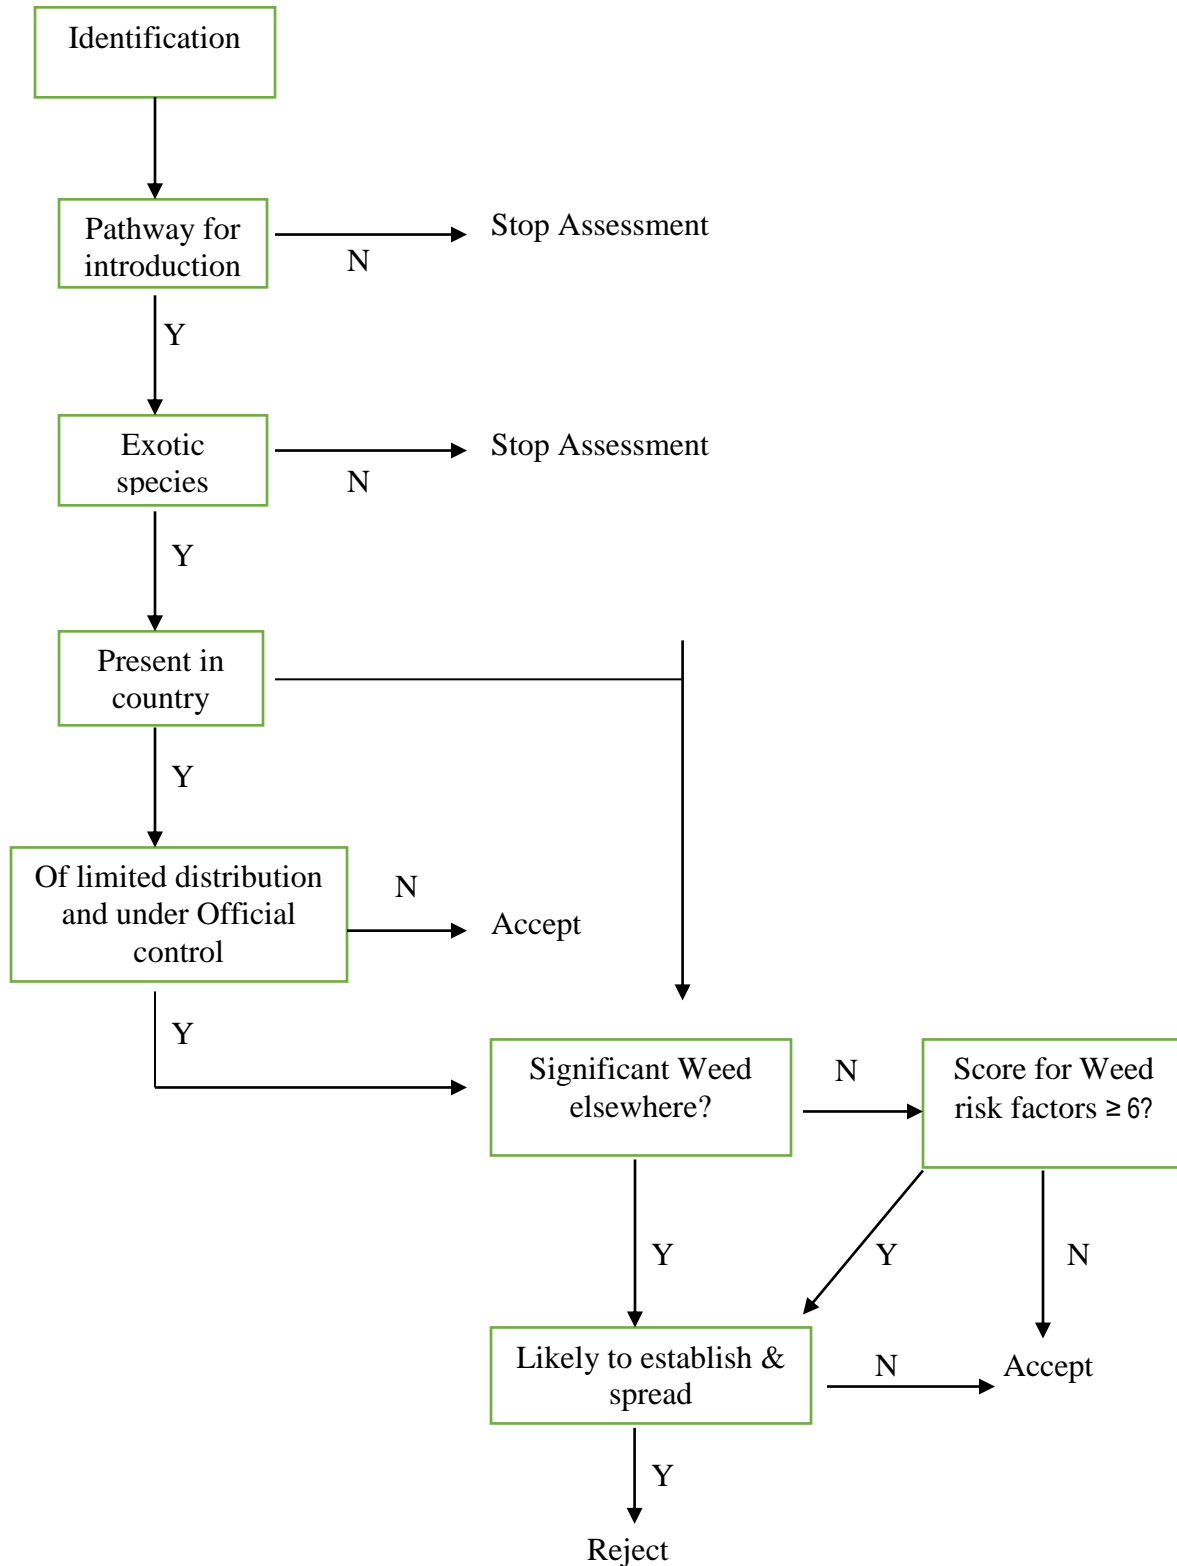 Identification
Pathway for
introduction
Stop Assessment
N
Y
Exotic
species
Stop Assessment
N
Y
Present in
country
Y
Of limited distribution
and under Official
control
N
Accept
Y
Significant Weed
elsewhere?
N
Score for Weed
risk factors ≥ 6?
Y
Y
N
Likely to establish &
spread
N
Accept
Y
Reject